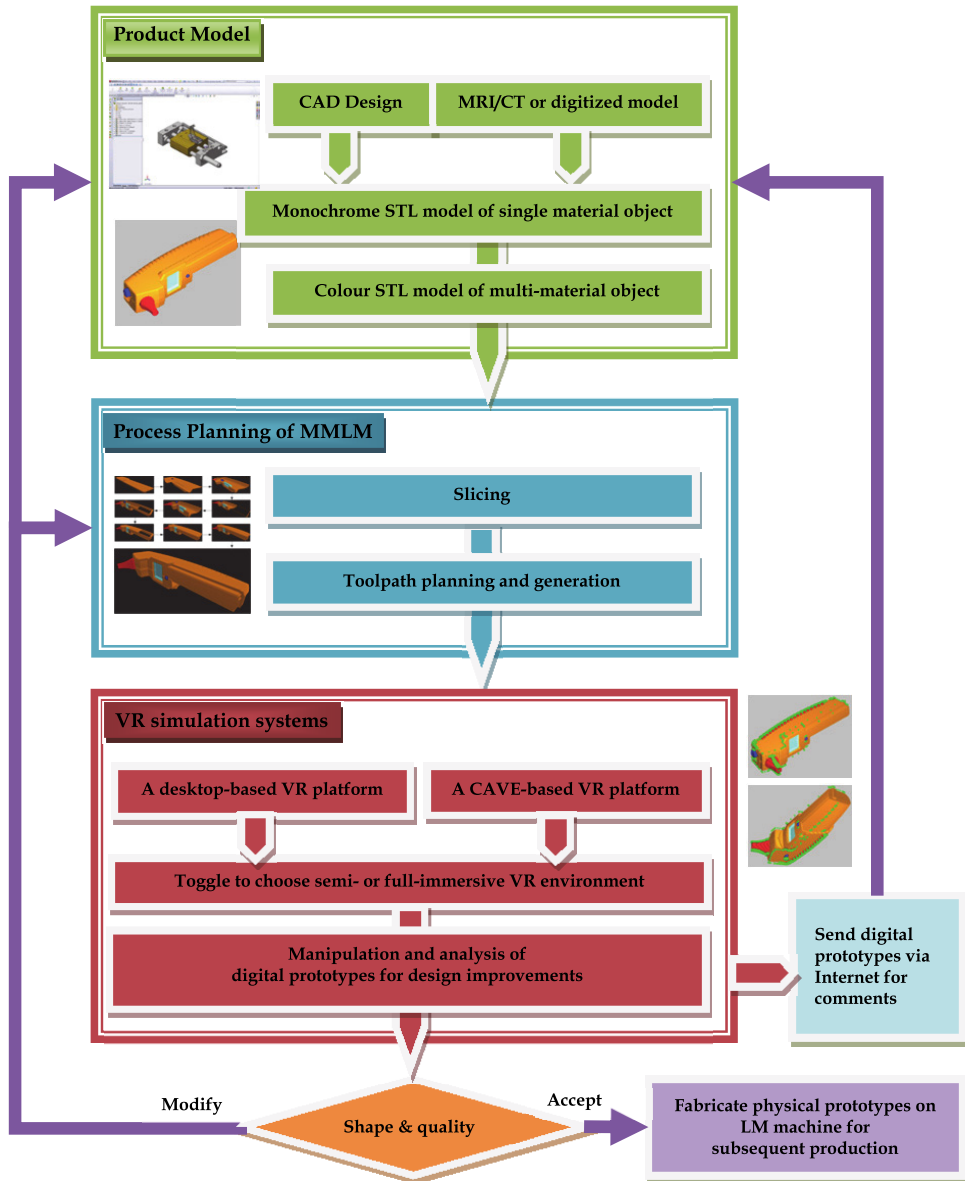 Product Model
CAD Design
MRI/CT or digitized model
Monochrome STL model of single material object
Colour STL model of multi-material object
Process Planning of MMLM
Slicing
Toolpath planning and generation
VR simulation systems
A desktop-based VR platform
A CAVE-based VR platform
Toggle to choose semi- or full-immersive VR environment
Manipulation and analysis of
digital prototypes for design improvements
Send digital
prototypes via
Internet for
comments
Modify
Shape & quality
Accept
Fabricate physical prototypes on
LM machine for
subsequent production